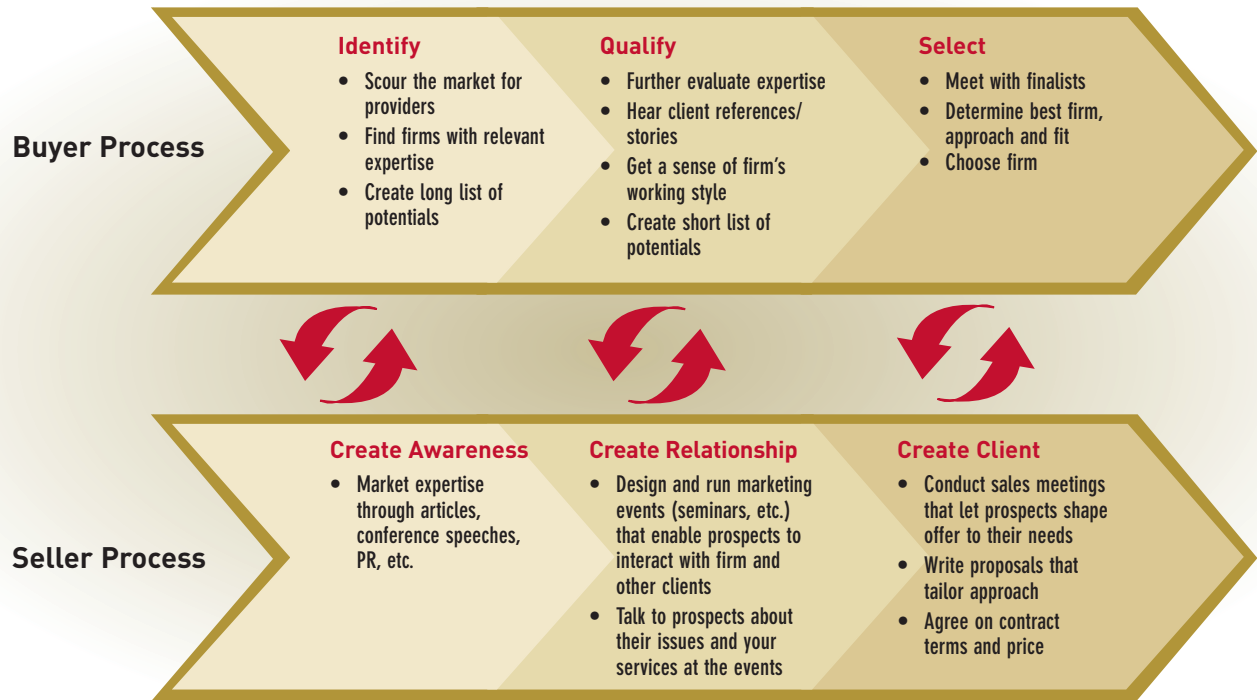 Buyer Process
Identify
• Scour the market for
providers
• Find firms with relevant
expertise
• Create long list of
potentials
Qualify
• Further evaluate expertise
• Hear client references/
stories
• Get a sense of firm's
working style
• Create short list of
potentials
Select
• Meet with finalists
• Determine best firm,
approach and fit
• Choose firm
Seller Process
Create Awareness
• Market expertise
through articles,
conference speeches,
PR, etc.
Create Relationship
• Design and run marketing
events (seminars, etc.)
that enable prospects to
interact with firm and
other clients
• Talk to prospects about
their issues and your
services at the events
Create Client
• Conduct sales meetings
that let prospects shape
offer to their needs
• Write proposals that
tailor approach
• Agree on contract
terms and price